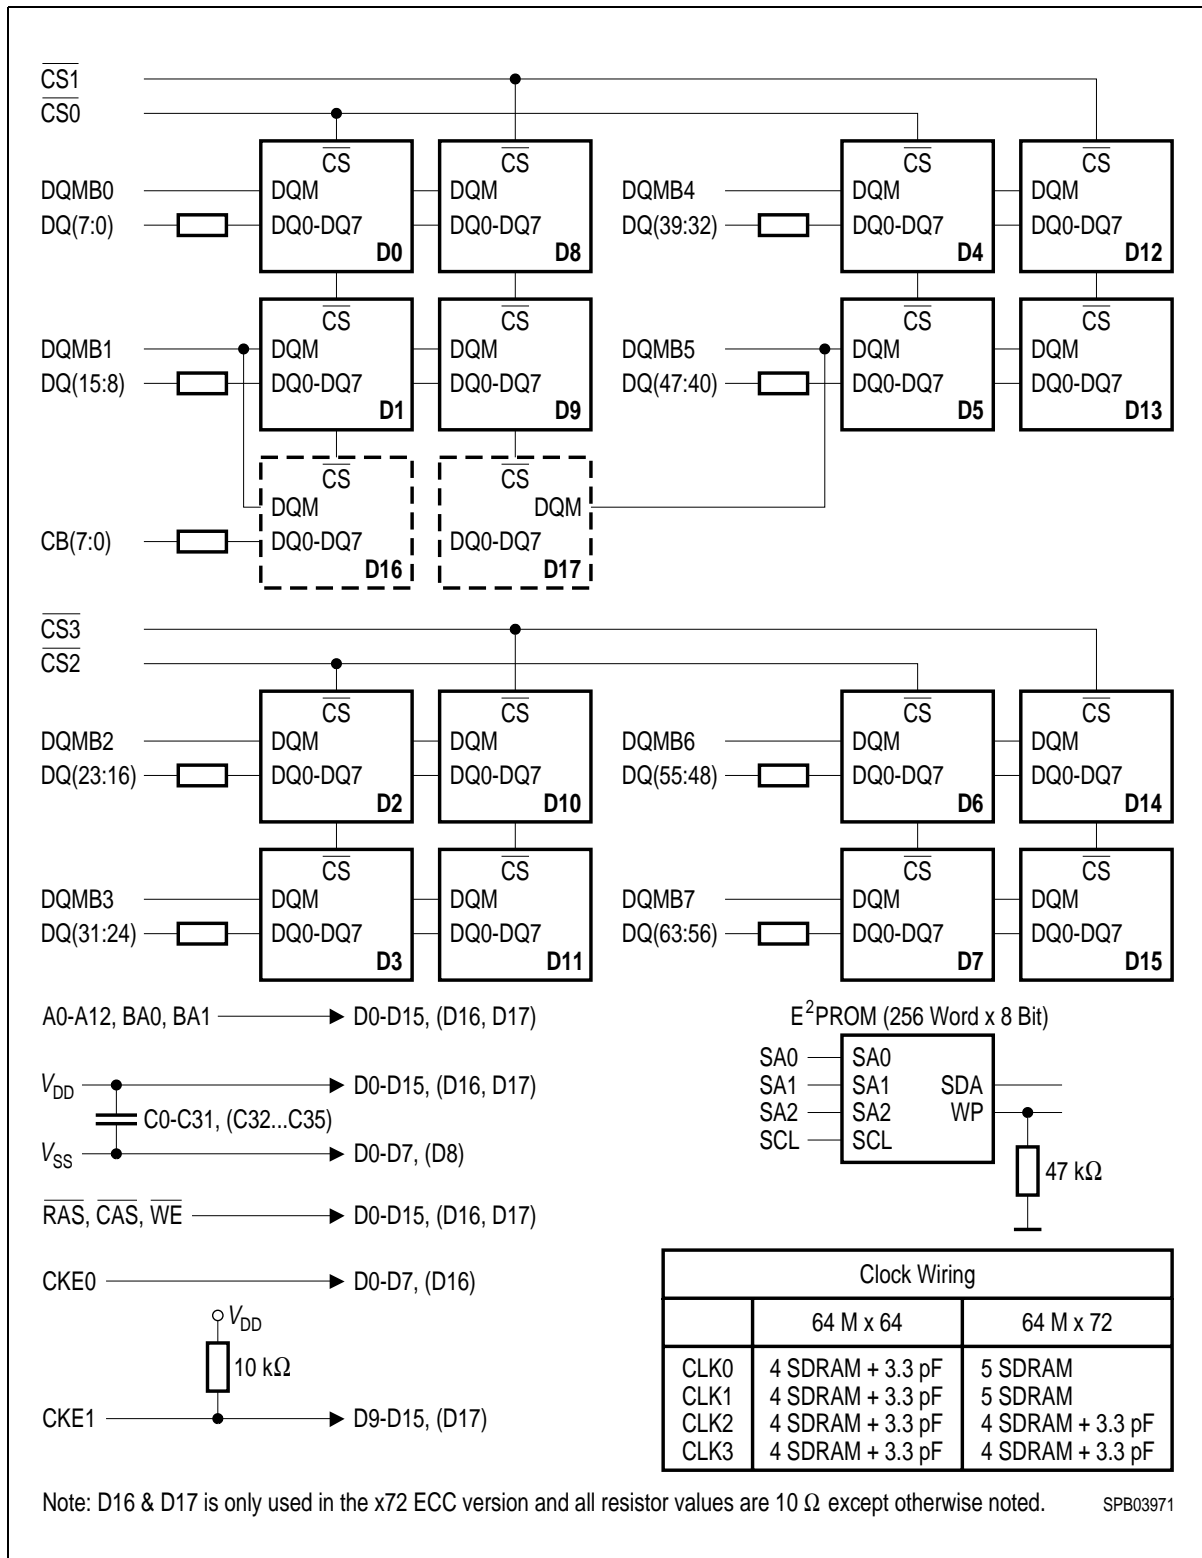 CS1
CS0
CS CS CS CS
DQMB0 DQM DQM DQMB4 DQM DQM
DQ(7:0) DQ0-DQ7 DQ0-DQ7 DQ(39:32) DQ0-DQ7 DQ0-DQ7
D0 D8 D4 D12
CS CS CS CS
DQMB1 DQM DQM DQMB5 DQM DQM
DQ(15:8) DQ0-DQ7 DQ0-DQ7 DQ(47:40) DQ0-DQ7 DQ0-DQ7
D1 D9 D5 D13
CS CS
DQM DQM
CB(7:0) DQ0-DQ7 DQ0-DQ7
D16 D17
CS3
CS2
CS CS CS CS
DQMB2 DQM DQM DQMB6 DQM DQM
DQ(23:16) DQ0-DQ7 DQ0-DQ7 DQ(55:48) DQ0-DQ7 DQ0-DQ7
D2 D10 D6 D14
CS CS CS CS
DQMB3 DQM DQM DQMB7 DQM DQM
DQ(31:24) DQ0-DQ7 DQ0-DQ7 DQ(63:56) DQ0-DQ7 DQ0-DQ7
D3 D11 D7 D15
A0-A12, BA0, BA1 D0-D15, (D16, D17)
VDD D0-D15, (D16, D17)
C0-C31, (C32...C35)
VSS D0-D7, (D8)
RAS, CAS, WE D0-D15, (D16, D17)
CKE0 D0-D7, (D16)
VDD
10 kΩ
CKE1 D9-D15, (D17)
E²PROM (256 Word x 8 Bit)
SA0 SA0
SA1 SA1 SDA
SA2 SA2 WP
SCL SCL
47 kΩ
Clock Wiring
64 M x 64 64 M x 72
CLK0 4 SDRAM + 3.3 pF 5 SDRAM
CLK1 4 SDRAM + 3.3 pF 5 SDRAM
CLK2 4 SDRAM + 3.3 pF 4 SDRAM + 3.3 pF
CLK3 4 SDRAM + 3.3 pF 4 SDRAM + 3.3 pF
Note: D16 & D17 is only used in the x72 ECC version and all resistor values are 10 Ω except otherwise noted. SPB03971